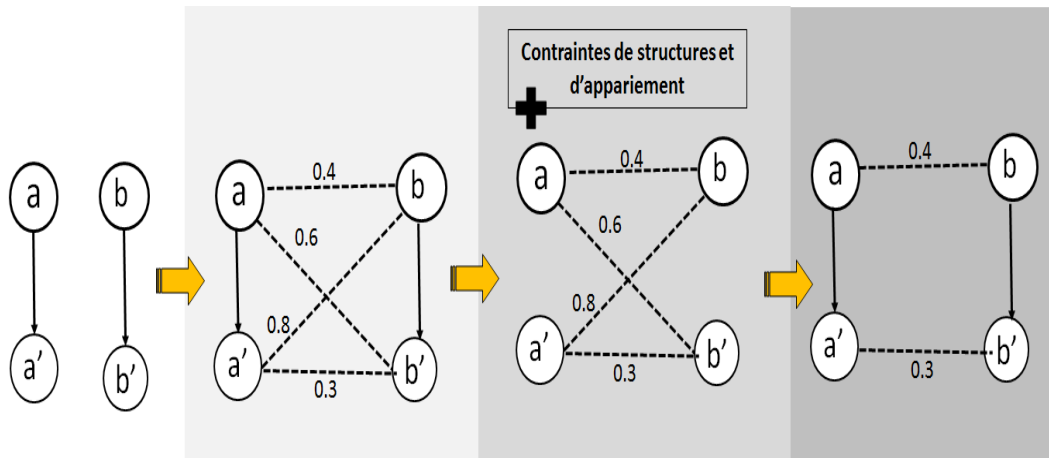 Contraintes de structures et
d'appariement
a
b
a'
b'
a
0.4
b
0.6
0.8
a'
b'
0.3
a
0.4
b
0.6
0.8
a'
b'
0.3
a
0.4
b
a'
b'
0.3